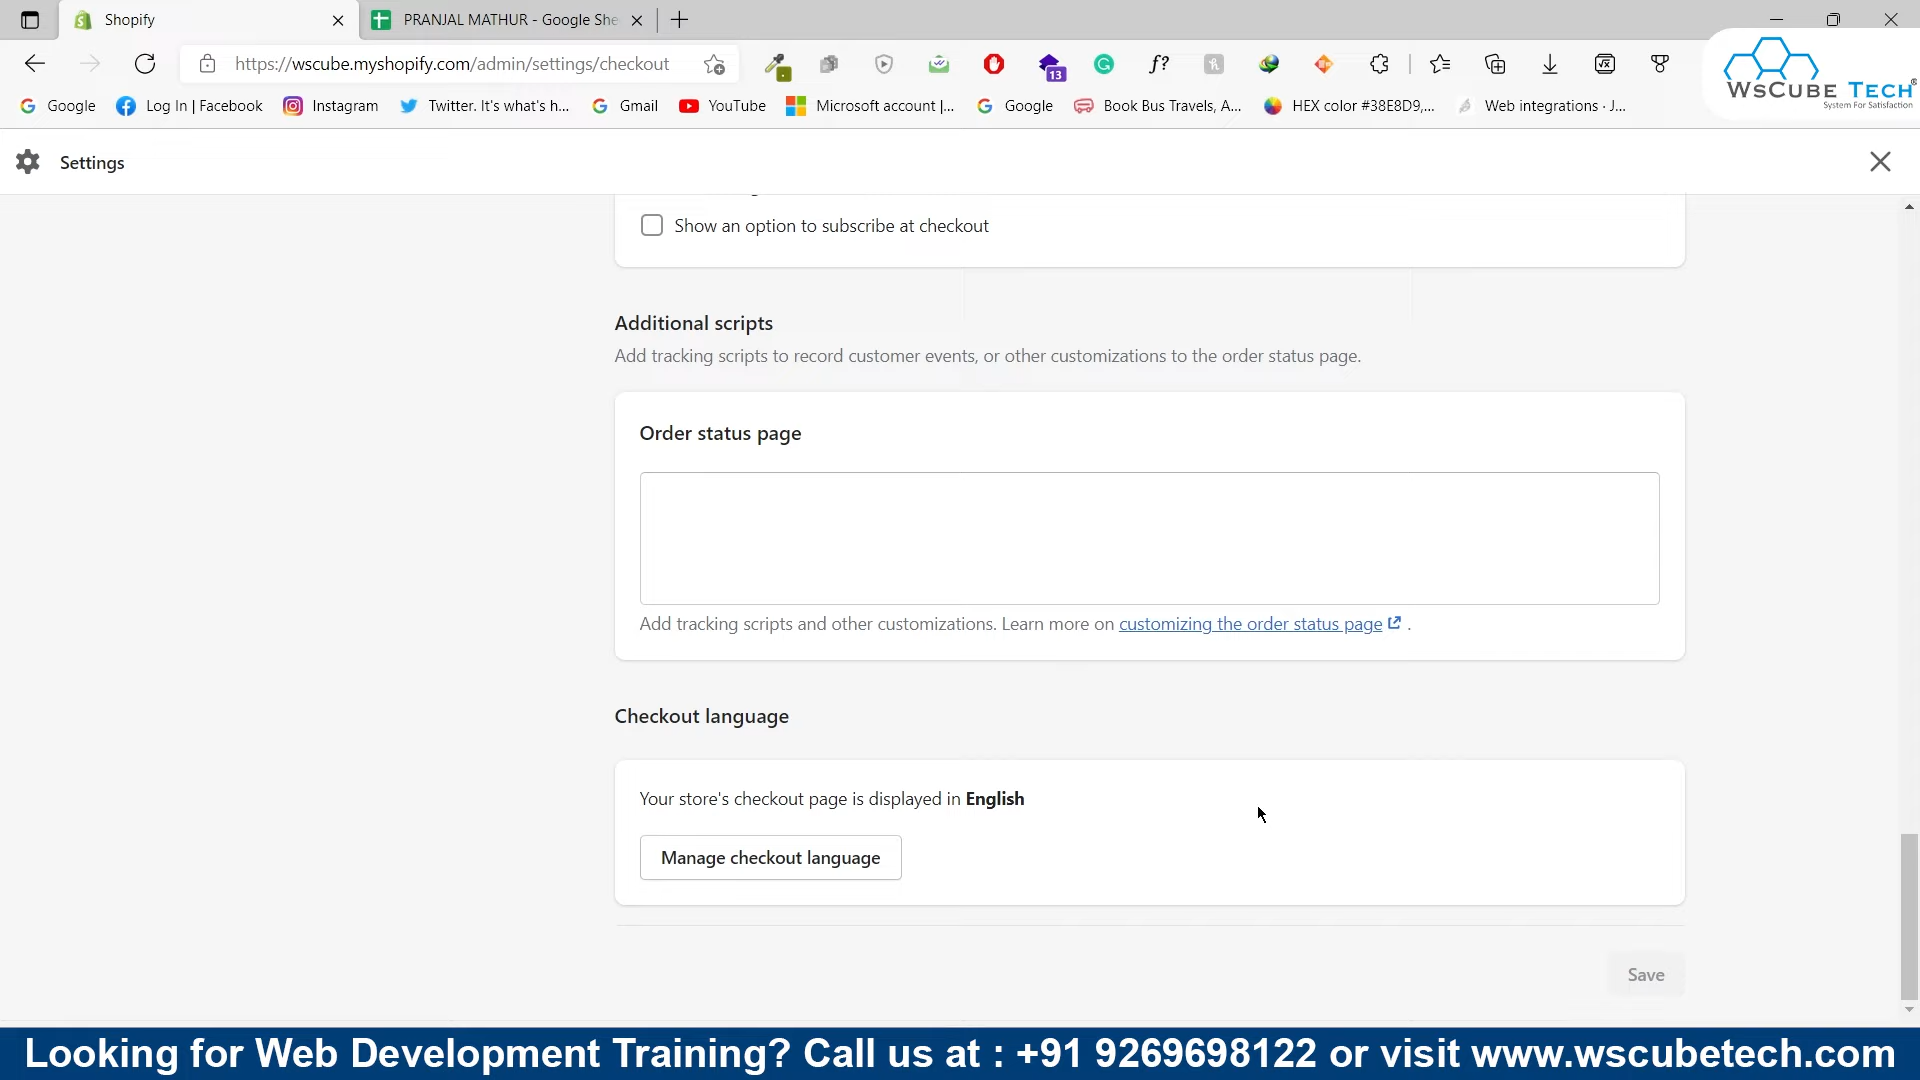 Shopify
PRANJAL MATHUR - Google She
https://wscube.myshopify.com/admin/settings/checkout
13
f?
WsCUBE TECH®
System For Satisfaction
Google
Log In | Facebook
Instagram
Twitter. It's what's h...
Gmail
YouTube
Microsoft account |...
Google
Book Bus Travels, A...
HEX color #38E8D9,...
Web integrations · J...
Settings
Show an option to subscribe at checkout
Additional scripts
Add tracking scripts to record customer events, or other customizations to the order status page.
Order status page
Add tracking scripts and other customizations. Learn more on customizing the order status page .
Checkout language
Your store's checkout page is displayed in English
Manage checkout language
Save
Looking for Web Development Training? Call us at : +91 9269698122 or visit www.wscubetech.com